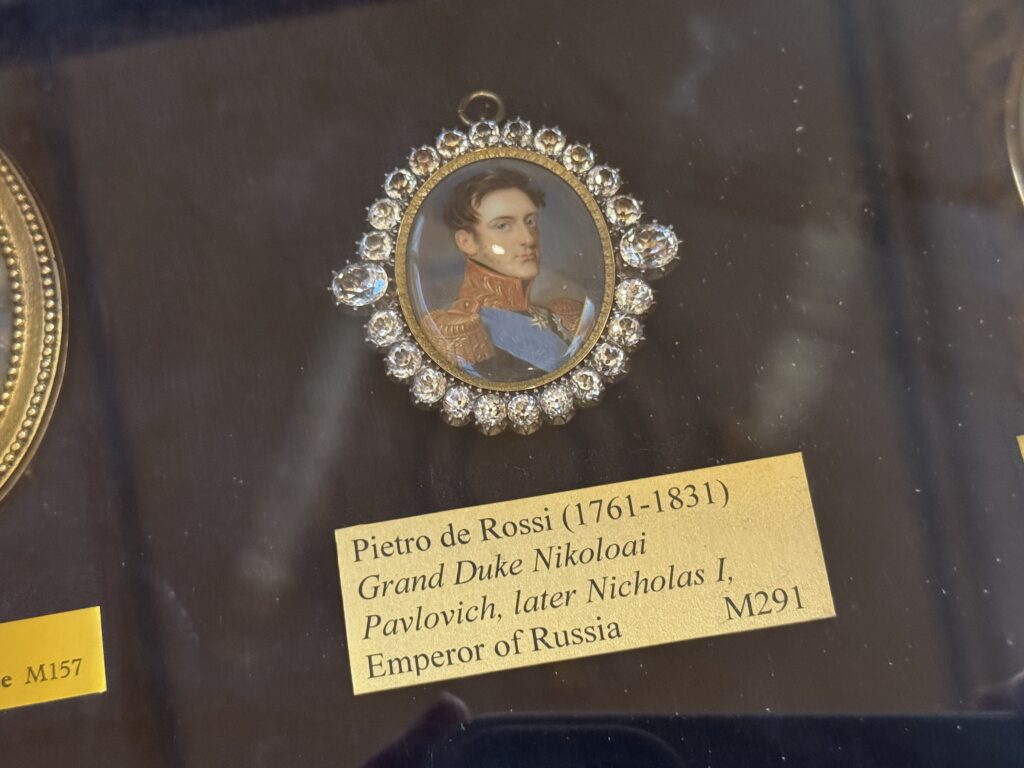 Pietro de Rossi (1761-1831)
Grand Duke Nikoloai
Pavlovich, later Nicholas I,
Emperor of Russia M291
M157